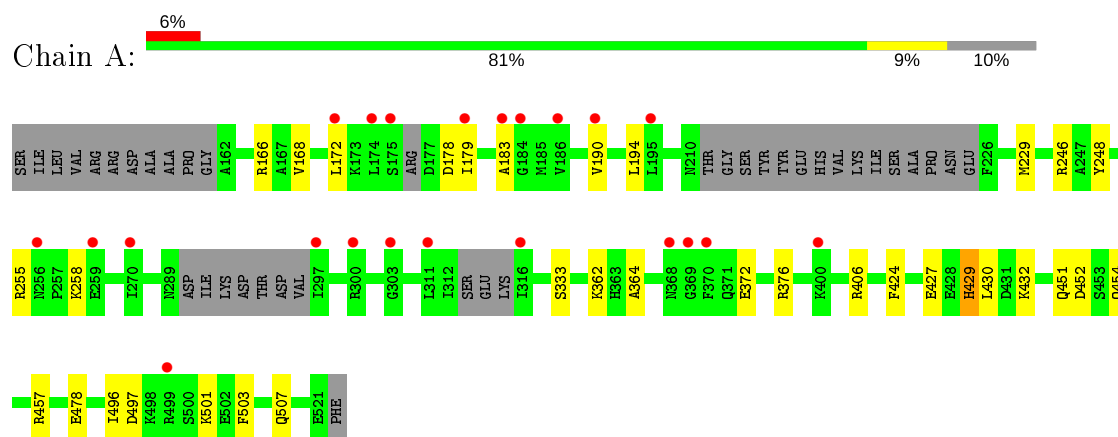 6%
Chain A:
81% 9% 10%
SER ILE LEU VAL ARG ARG ASP ALA ALA PRO GLY A162 R166 A167 V168 L172 K173 L174 S175 ARG D177 D178 I179 A183 G184 M185 V186 V190 L194 L195 N210 THR GLY SER TYR TYR GLU HIS VAL LYS ILE SER ALA PRO ASN GLU F226 M229 R246 A247 Y248
R255 N256 P257 K258 E259 I270 N289 ASP ILE LYS ASP THR ASP VAL I297 R300 G303 L311 I312 SER GLU LYS I316 S333 K362 H363 A364 N368 G369 F370 Q371 E372 R376 K400 R406 F424 E427 E428 H429 L430 D431 K432 Q451 D452 S453
R457 E478 I496 D497 K498 R499 S500 K501 E502 F503 Q507 E521 PHE